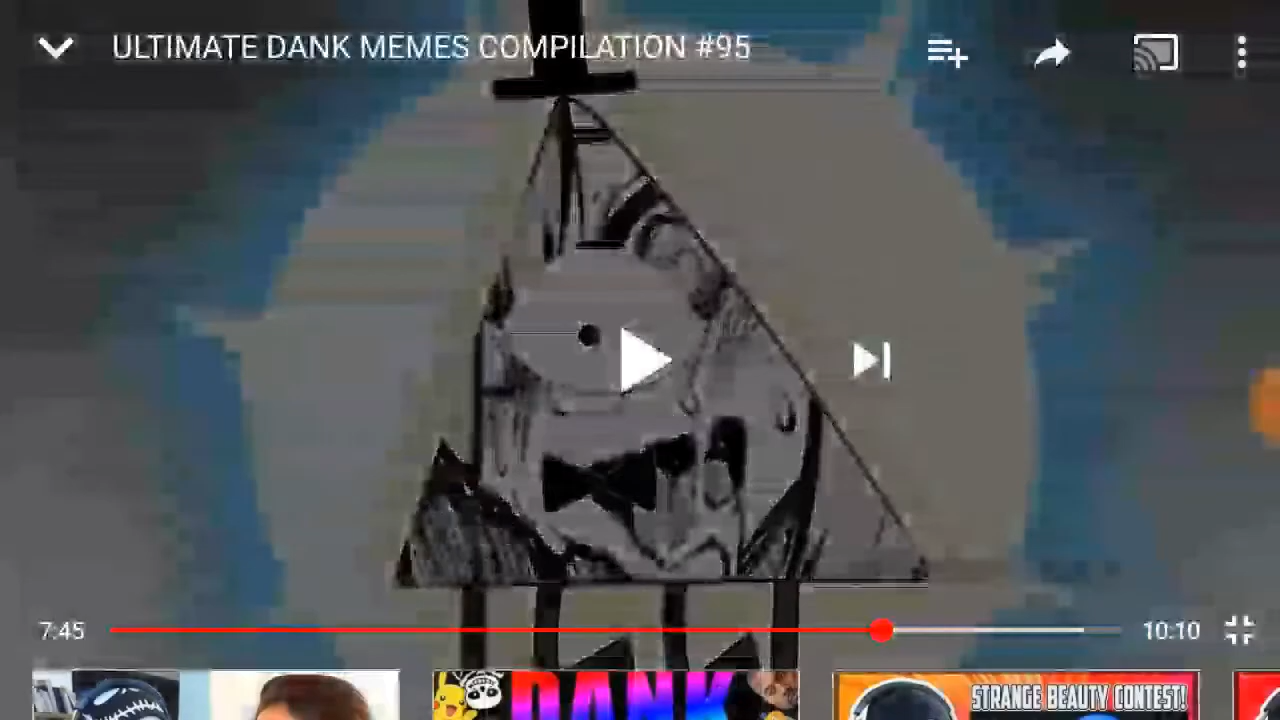 ULTIMATE DANK MEMES COMPILATION #95
7:45
10:10
DANK
STRANGE BEAUTY CONTEST!